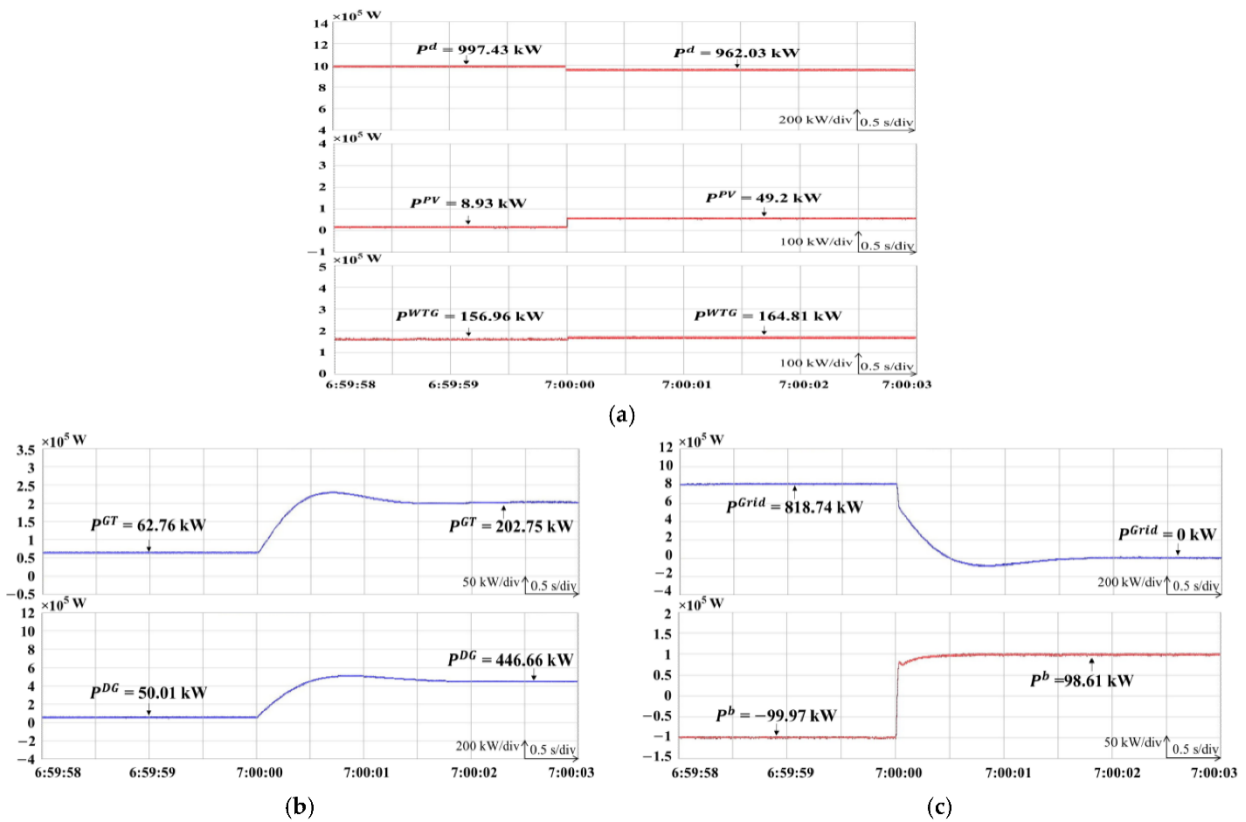 ×10⁵ W
14
12
10
8
6
4
P^d = 997.43 kW
P^d = 962.03 kW
200 kW/div
0.5 s/div
×10⁵ W
4
3
2
1
0
−1
P^PV = 8.93 kW
P^PV = 49.2 kW
100 kW/div
0.5 s/div
×10⁵ W
5
4
3
2
1
0
P^WTG = 156.96 kW
P^WTG = 164.81 kW
100 kW/div
0.5 s/div
6:59:58 6:59:59 7:00:00 7:00:01 7:00:02 7:00:03
(a)
×10⁵ W
3.5
3
2.5
2
1.5
1
0.5
0
−0.5
P^GT = 62.76 kW
P^GT = 202.75 kW
50 kW/div
0.5 s/div
×10⁵ W
12
10
8
6
4
2
0
−2
−4
P^DG = 50.01 kW
P^DG = 446.66 kW
200 kW/div
0.5 s/div
6:59:58 6:59:59 7:00:00 7:00:01 7:00:02 7:00:03
(b)
×10⁵ W
12
10
8
6
4
2
0
−2
−4
P^Grid = 818.74 kW
P^Grid = 0 kW
200 kW/div
0.5 s/div
×10⁵ W
2
1.5
1
0.5
0
−0.5
−1
−1.5
P^b = −99.97 kW
P^b =98.61 kW
50 kW/div
0.5 s/div
6:59:58 6:59:59 7:00:00 7:00:01 7:00:02 7:00:03
(c)